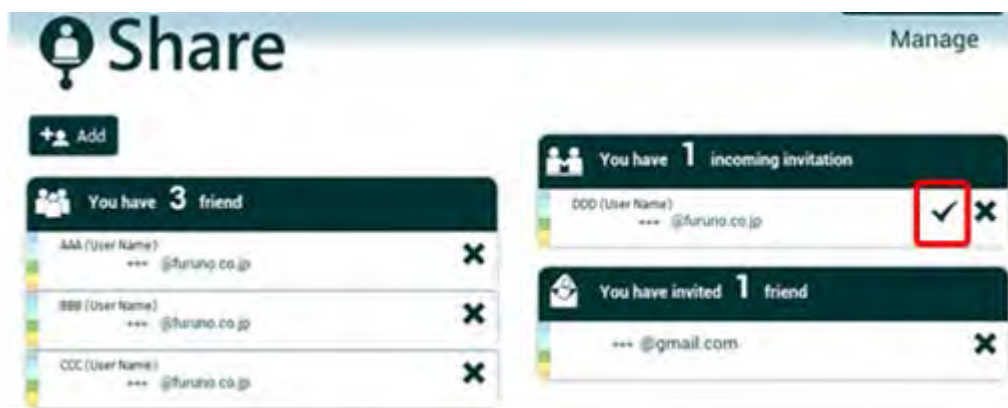 Share
Manage
Add
You have 3 friend
AAA (User Name)
*** @furuno.co.jp
BBB (User Name)
*** @furuno.co.jp
CCC (User Name)
*** @furuno.co.jp
You have 1 incoming invitation
DDD (User Name)
*** @furuno.co.jp
You have invited 1 friend
*** @gmail.com